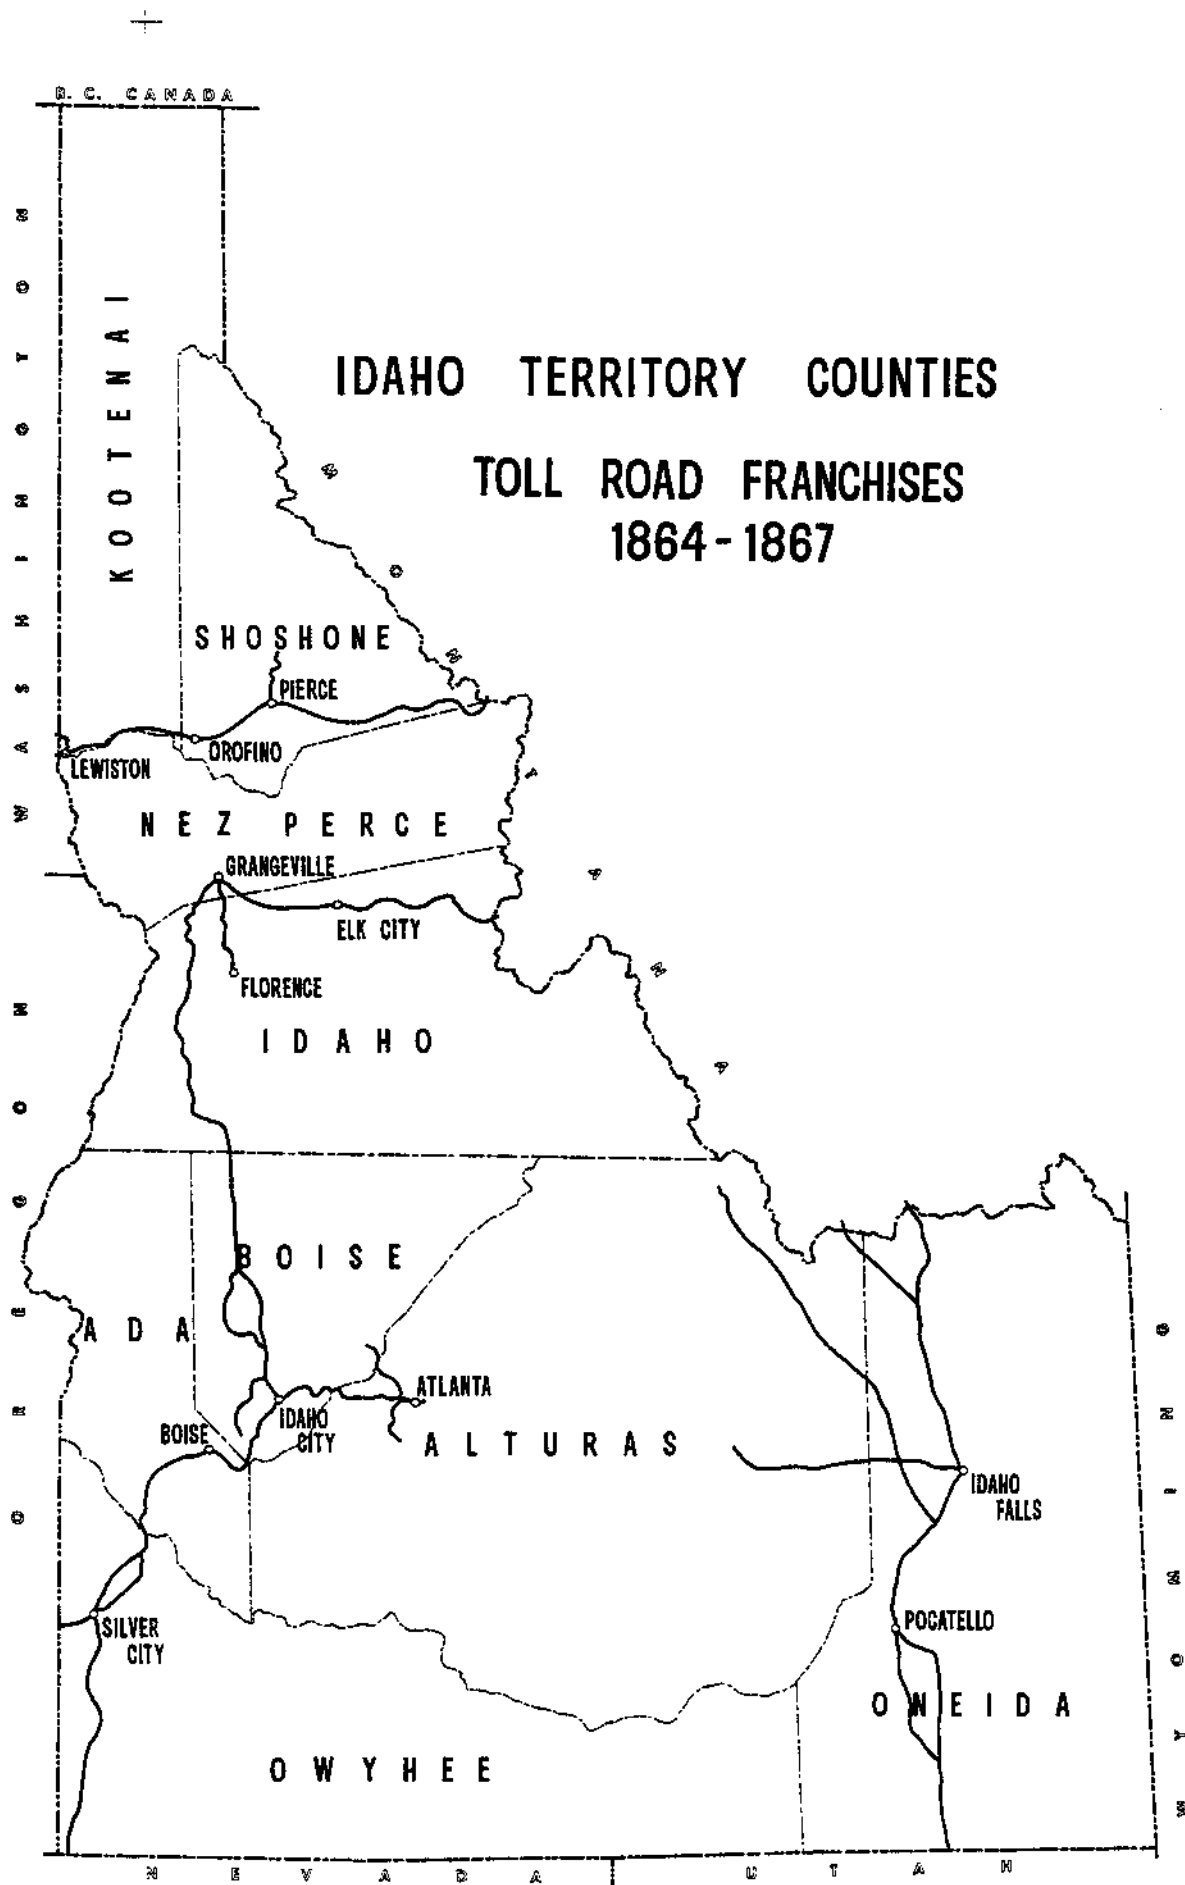 B. C. CANADA
WASHINGTON
KOOTENAI
IDAHO TERRITORY COUNTIES
TOLL ROAD FRANCHISES
1864-1867
MONTANA
SHOSHONE
PIERCE
OROFINO
LEWISTON
NEZ PERCE
GRANGEVILLE
ELK CITY
FLORENCE
IDAHO
OREGON
BOISE
ADA
ATLANTA
IDAHO
CITY
BOISE
ALTURAS
IDAHO
FALLS
WYOMING
SILVER
CITY
POCATELLO
ONEIDA
OWYHEE
NEVADA
UTAH